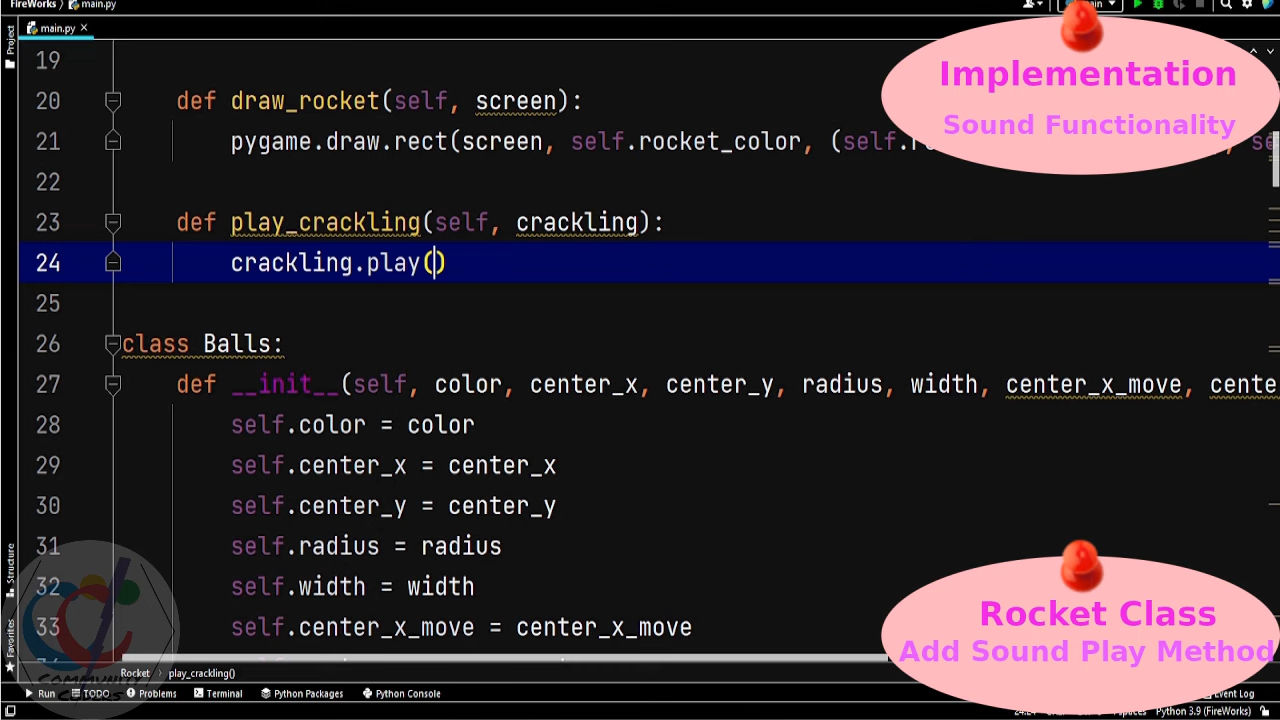 FireWorks main.py
main.py
Project
Implementation
Sound Functionality
19
20 def draw_rocket(self, screen):
21 pygame.draw.rect(screen, self.rocket_color, (self.
22
23 def play_crackling(self, crackling):
24 crackling.play()
25
26 class Balls:
27 def __init__(self, color, center_x, center_y, radius, width, center_x_move, cente
28 self.color = color
29 self.center_x = center_x
30 self.center_y = center_y
31 self.radius = radius
32 self.width = width
33 self.center_x_move = center_x_move
Structure
Favorites
Rocket Class
Add Sound Play Method
COMMUNITY
Rocket play_crackling()
Run TODO Problems Terminal Python Packages Python Console Event Log
Python 3.9 (FireWorks)